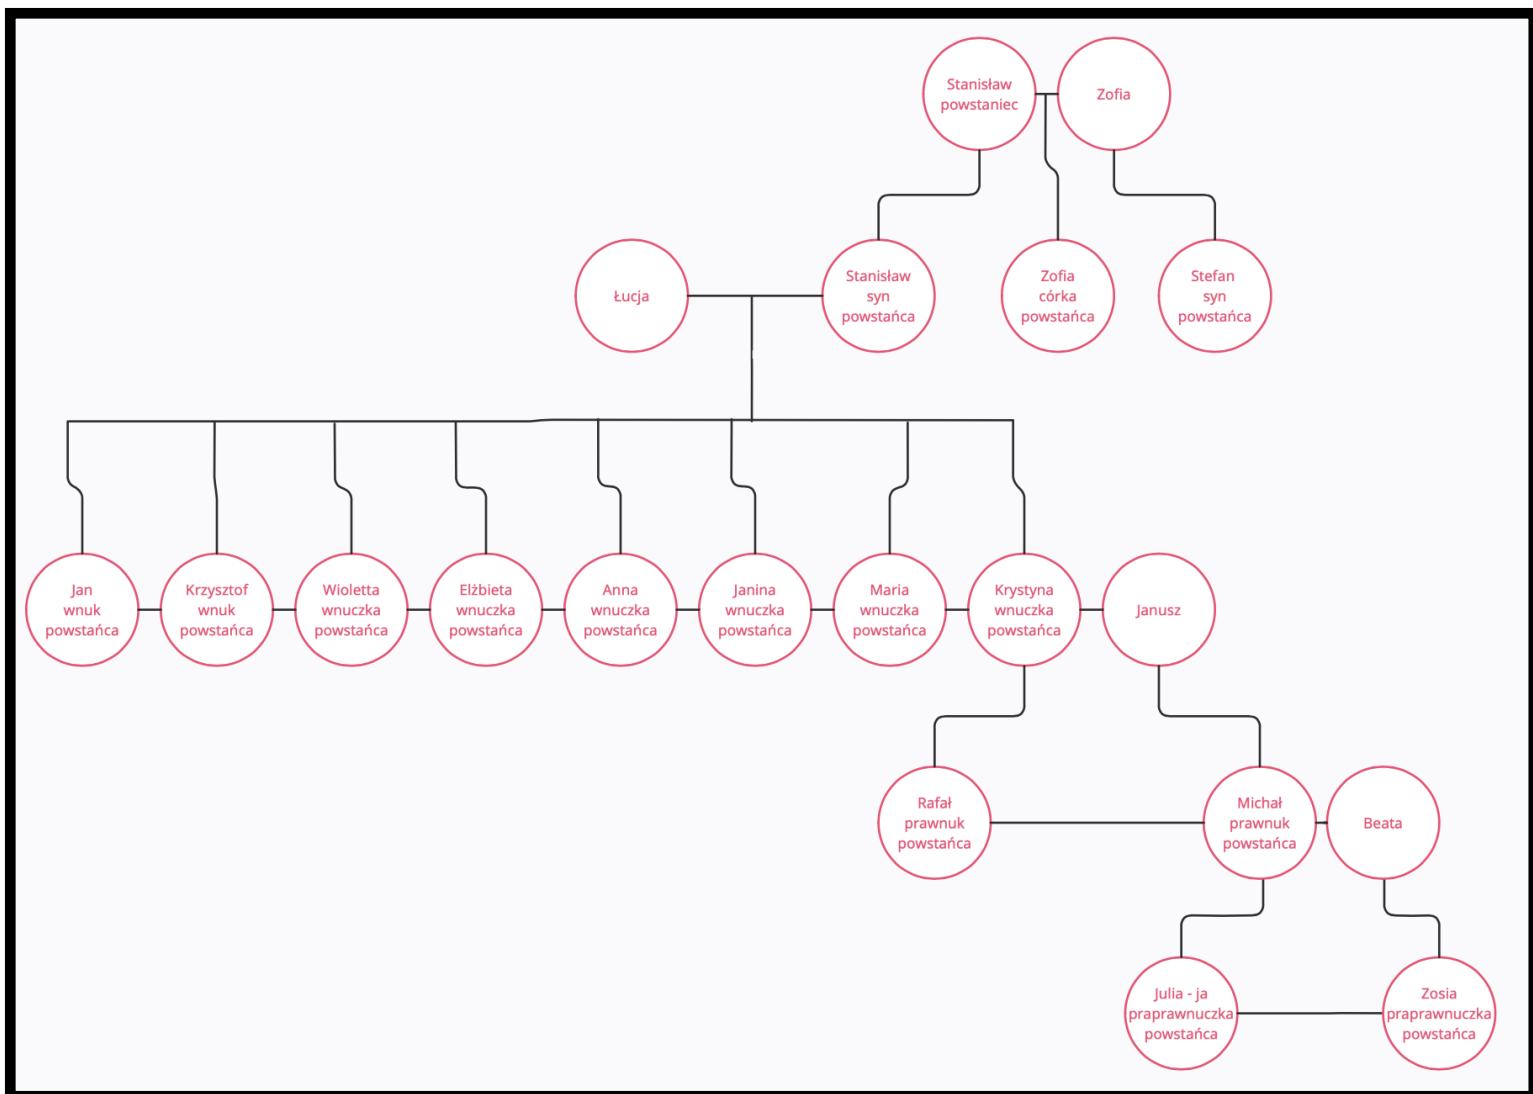 Stanisław
powstaniec
Zofia
Łucja
Stanisław
syn
powstańca
Zofia
córka
powstańca
Stefan
syn
powstańca
Jan
wnuk
powstańca
Krzysztof
wnuk
powstańca
Wioletta
wnuczka
powstańca
Elżbieta
wnuczka
powstańca
Anna
wnuczka
powstańca
Janina
wnuczka
powstańca
Maria
wnuczka
powstańca
Krystyna
wnuczka
powstańca
Janusz
Rafał
prawnuk
powstańca
Michał
prawnuk
powstańca
Beata
Julia - ja
praprawnuczka
powstańca
Zosia
praprawnuczka
powstańca